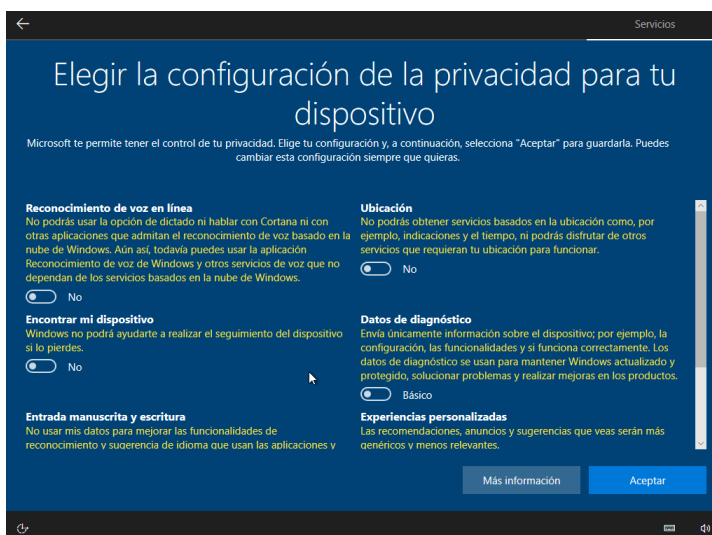 Servicios
Elegir la configuración de la privacidad para tu
dispositivo
Microsoft te permite tener el control de tu privacidad. Elige tu configuración y, a continuación, selecciona "Aceptar" para guardarla. Puedes
cambiar esta configuración siempre que quieras.
Reconocimiento de voz en línea
No podrás usar la opción de dictado ni hablar con Cortana ni con
otras aplicaciones que admitan el reconocimiento de voz basado en la
nube de Windows. Aún así, todavía puedes usar la aplicación
Reconocimiento de voz de Windows y otros servicios de voz que no
dependan de los servicios basados en la nube de Windows.
No
Ubicación
No podrás obtener servicios basados en la ubicación como, por
ejemplo, indicaciones y el tiempo, ni podrás disfrutar de otros
servicios que requieran tu ubicación para funcionar.
No
Encontrar mi dispositivo
Windows no podrá ayudarte a realizar el seguimiento del dispositivo
si lo pierdes.
No
Datos de diagnóstico
Envía únicamente información sobre el dispositivo; por ejemplo, la
configuración, las funcionalidades y si funciona correctamente. Los
datos de diagnóstico se usan para mantener Windows actualizado y
protegido, solucionar problemas y realizar mejoras en los productos.
Básico
Entrada manuscrita y escritura
No usar mis datos para mejorar las funcionalidades de
reconocimiento y sugerencia de idioma que usan las aplicaciones y
Experiencias personalizadas
Las recomendaciones, anuncios y sugerencias que veas serán más
genéricos y menos relevantes.
Más información
Aceptar